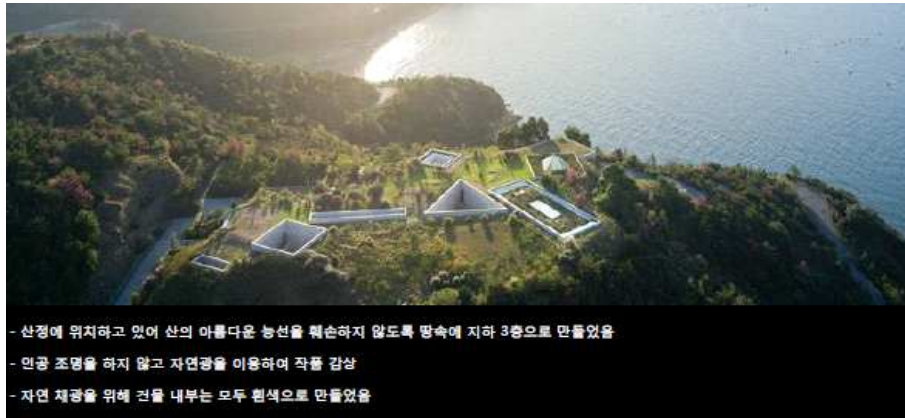 - 산정에 위치하고 있어 산의 아름다운 능선을 훼손하지 않도록 땅속에 지하 3층으로 만들었음
- 인공 조명을 하지 않고 자연광을 이용하여 작품 감상
- 자연 채광을 위해 건물 내부는 모두 흰색으로 만들었음